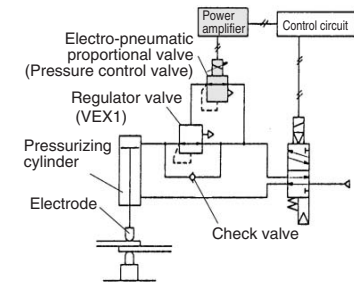 Power
amplifier
Control circuit
Electro-pneumatic
proportional valve
(Pressure control valve)
Regulator valve
(VEX1)
Pressurizing
cylinder
Electrode
Check valve